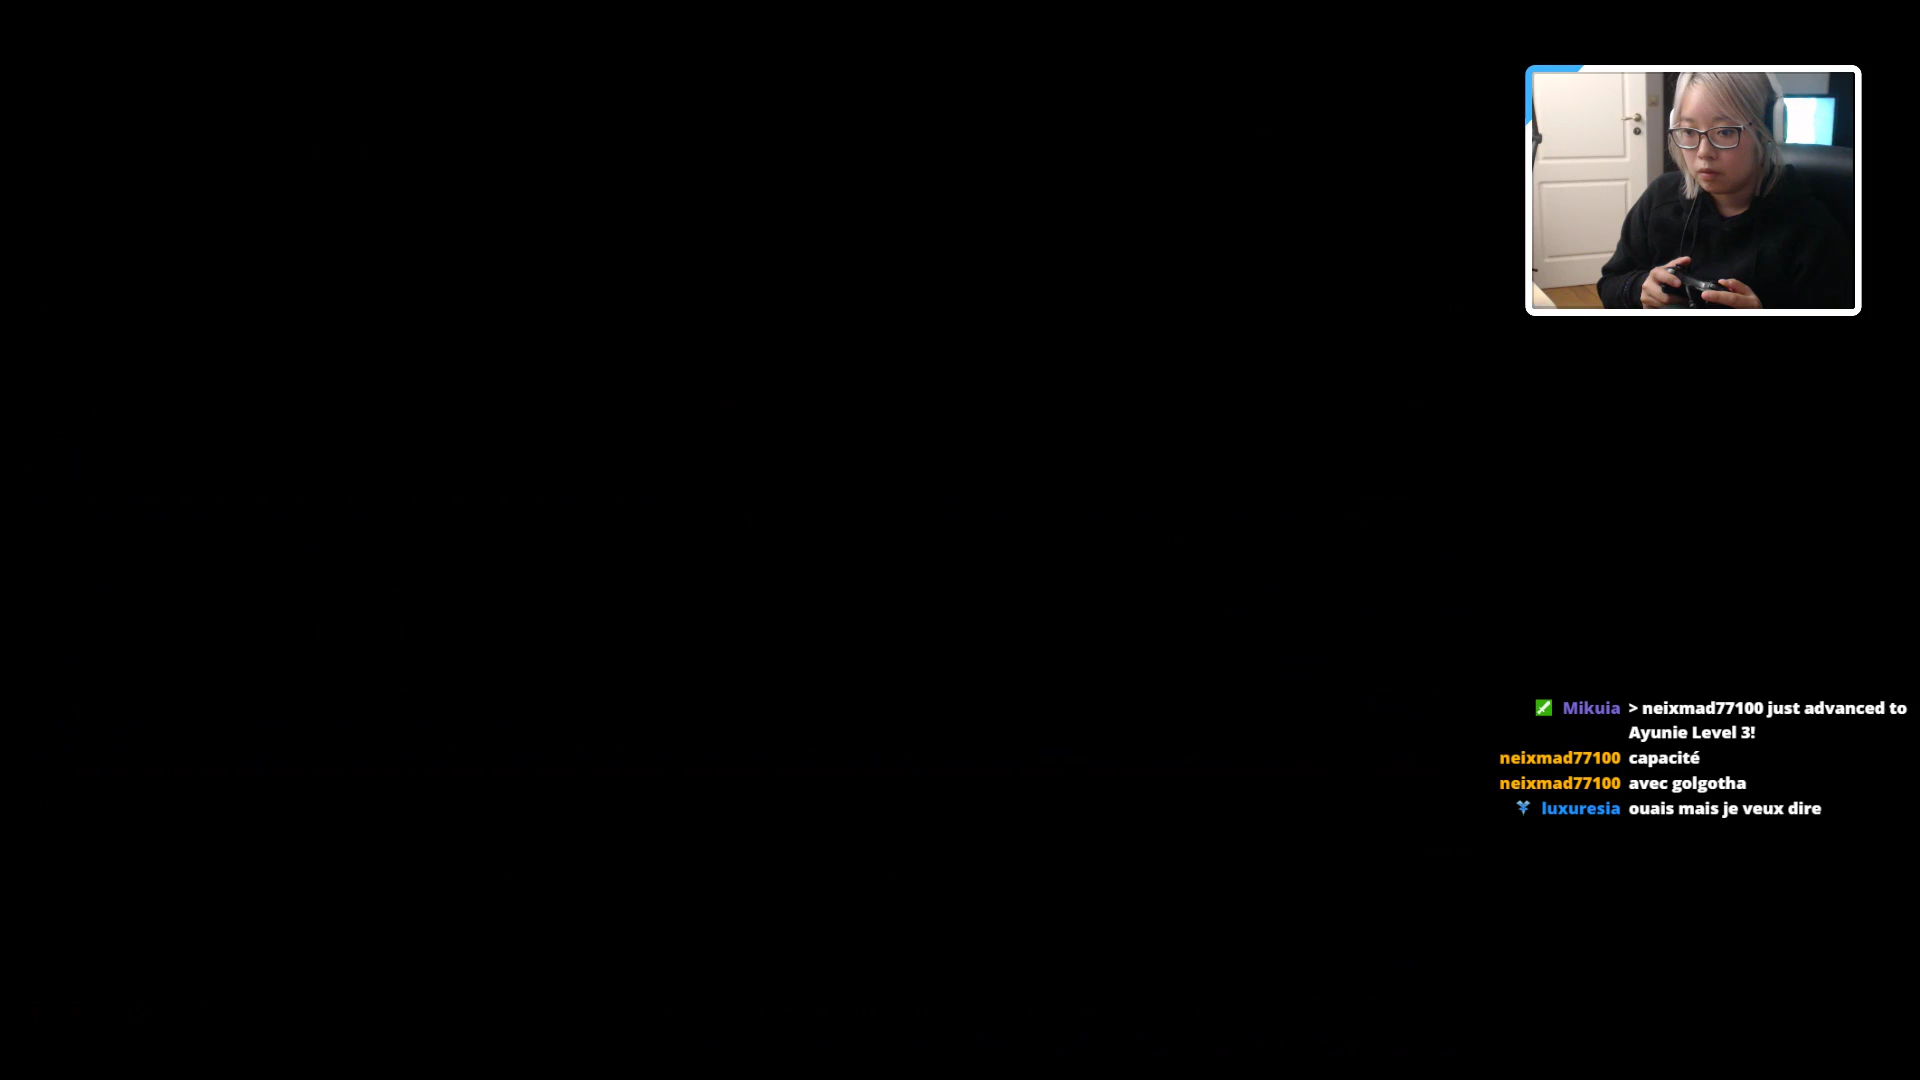 Mikuia > neixmad77100 just advanced to
Ayunie Level 3!
neixmad77100 capacité
neixmad77100 avec golgotha
luxuresia ouais mais je veux dire